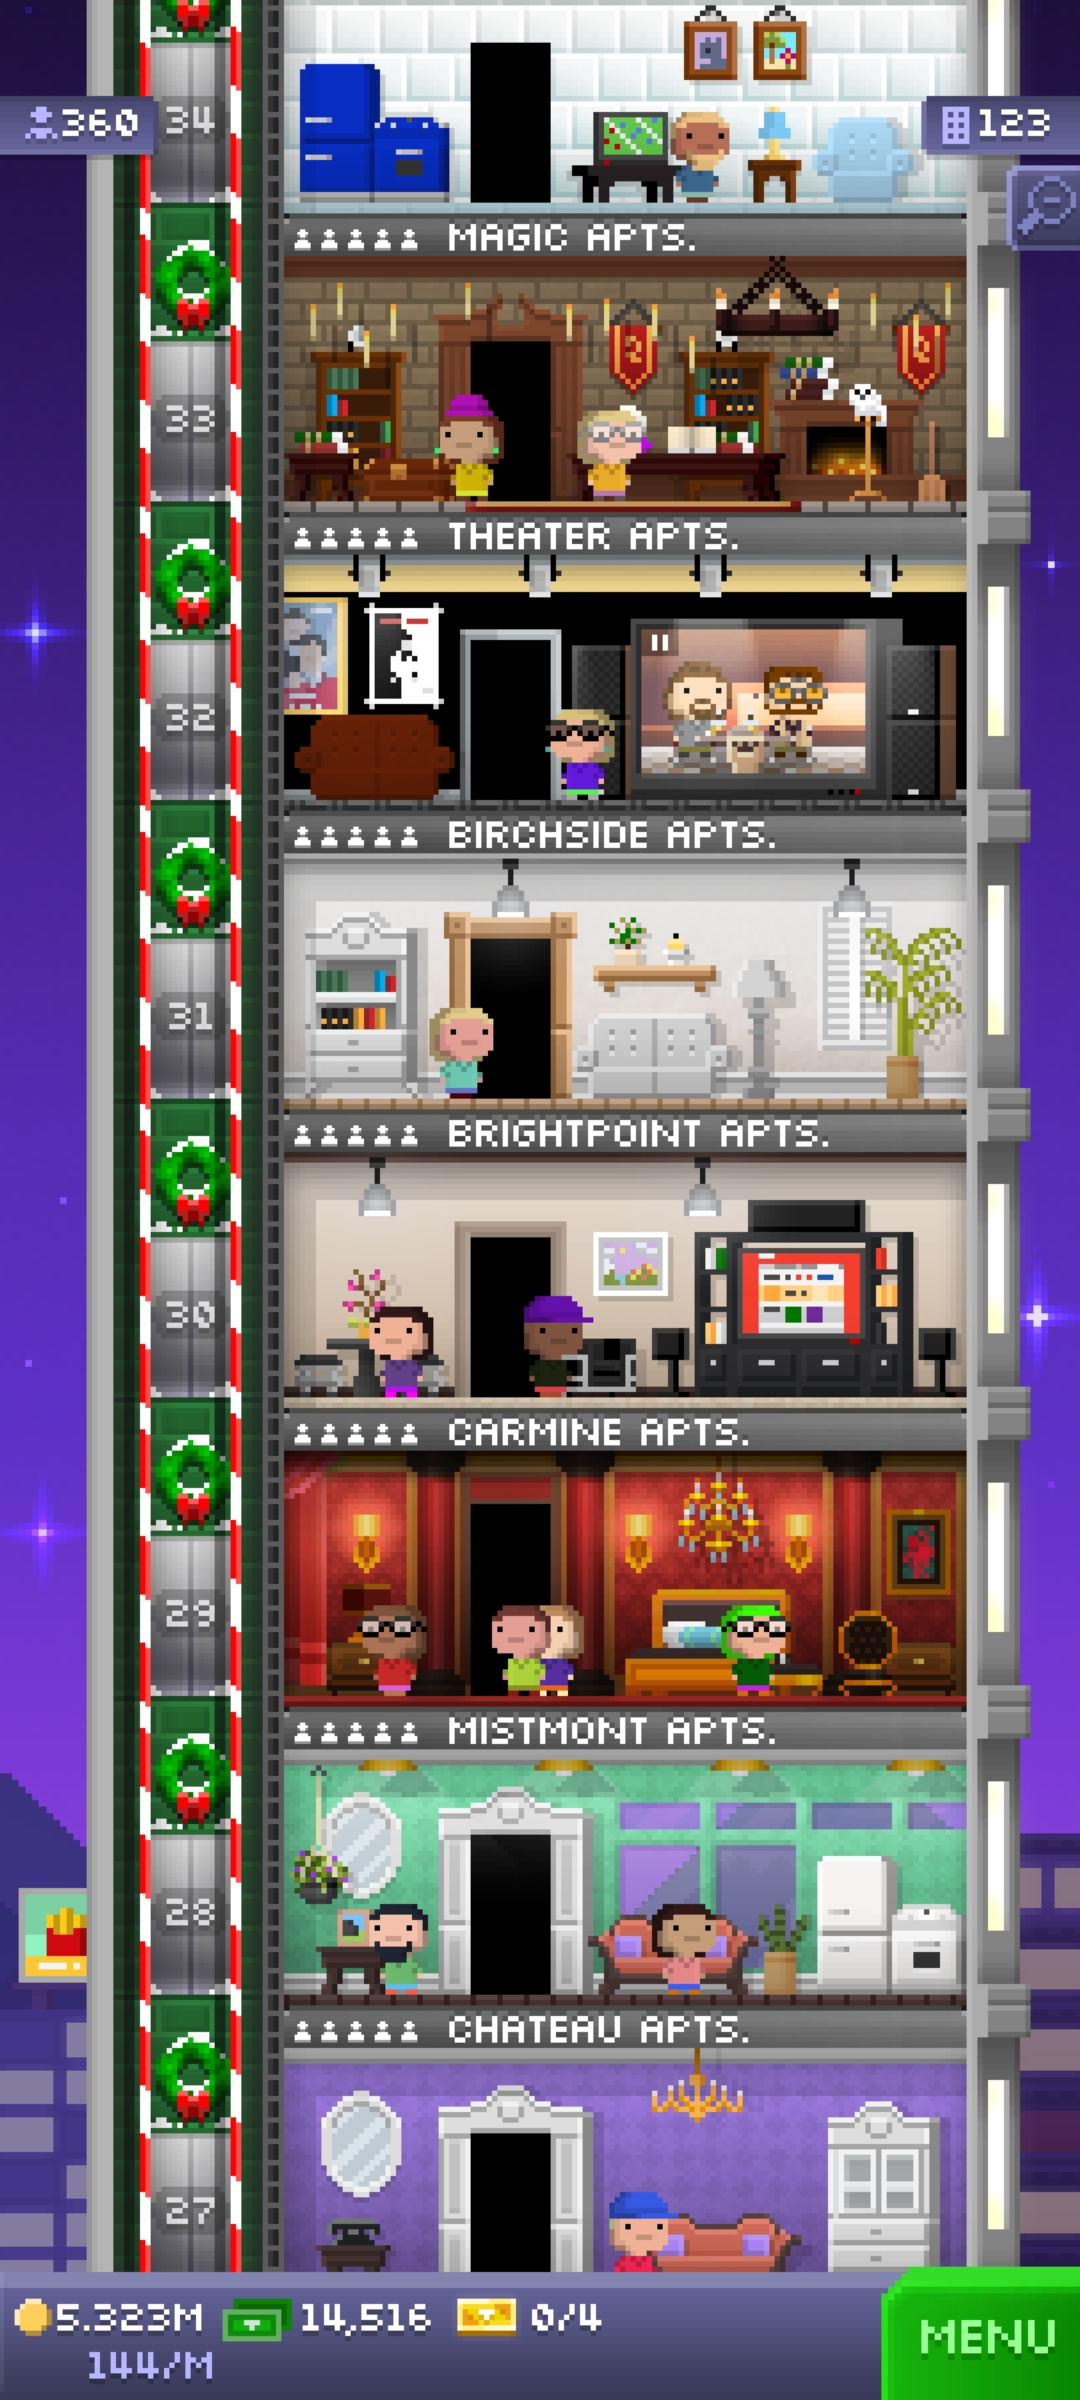 360
34
123
MAGIC APTS.
33
THEATER APTS.
32
BIRCHSIDE APTS.
31
BRIGHTPOINT APTS.
30
CARMINE APTS.
29
MISTMONT APTS.
28
CHATEAU APTS.
27
5.323M 14,516 0/4
144/M
MENU